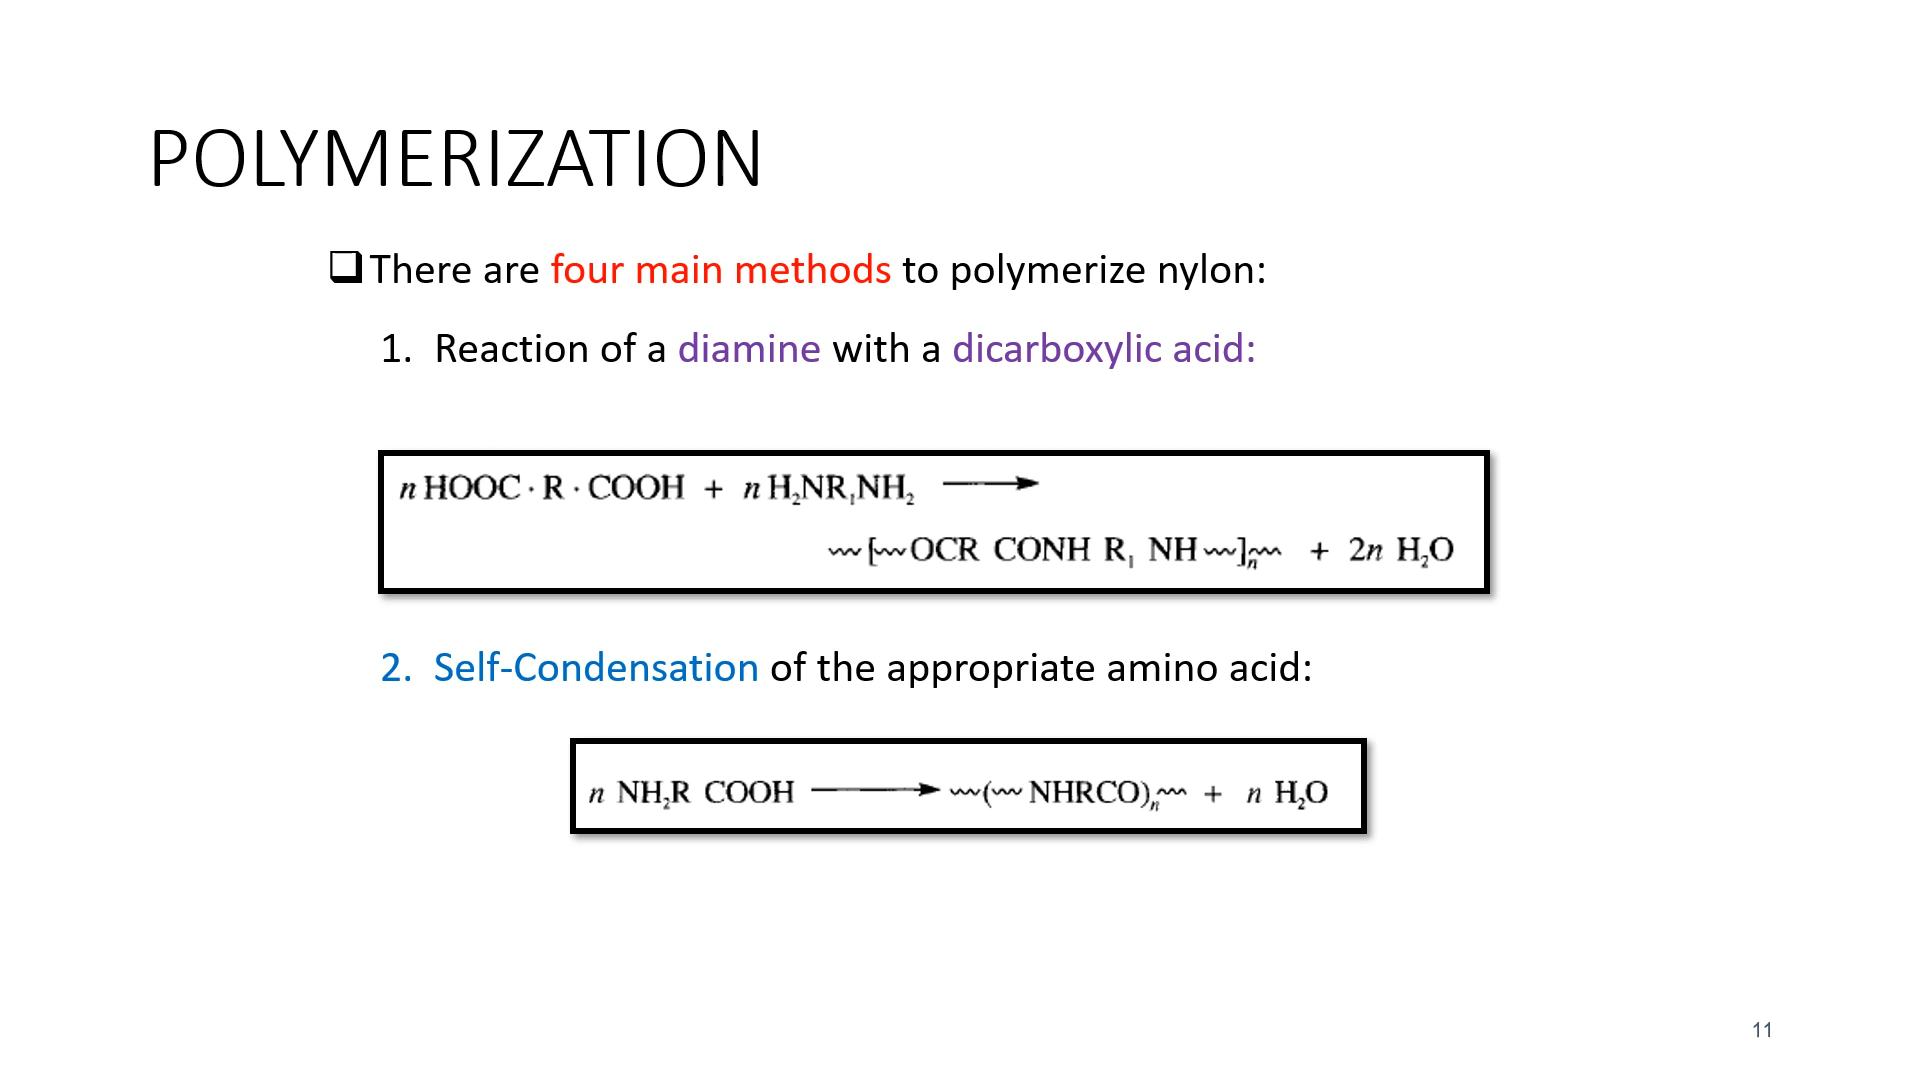 POLYMERIZATION
❑There are four main methods to polymerize nylon:
1. Reaction of a diamine with a dicarboxylic acid:
n HOOC · R · COOH + n H₂NR₁NH₂ ⟶
〰[〰OCR CONH R₁ NH〰]ₙ〰 + 2n H₂O
2. Self-Condensation of the appropriate amino acid:
n NH₂R COOH ⟶ 〰(〰NHRCO)ₙ〰 + n H₂O
11